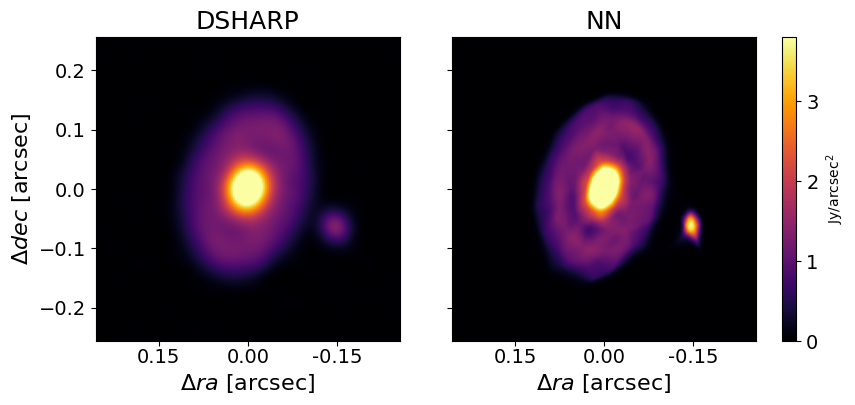 DSHARP
NN
0.2
0.1
0.0
−0.1
−0.2
Δdec [arcsec]
0.15 0.00 -0.15
Δra [arcsec]
0.15 0.00 -0.15
Δra [arcsec]
3
2
1
0
Jy/arcsec²